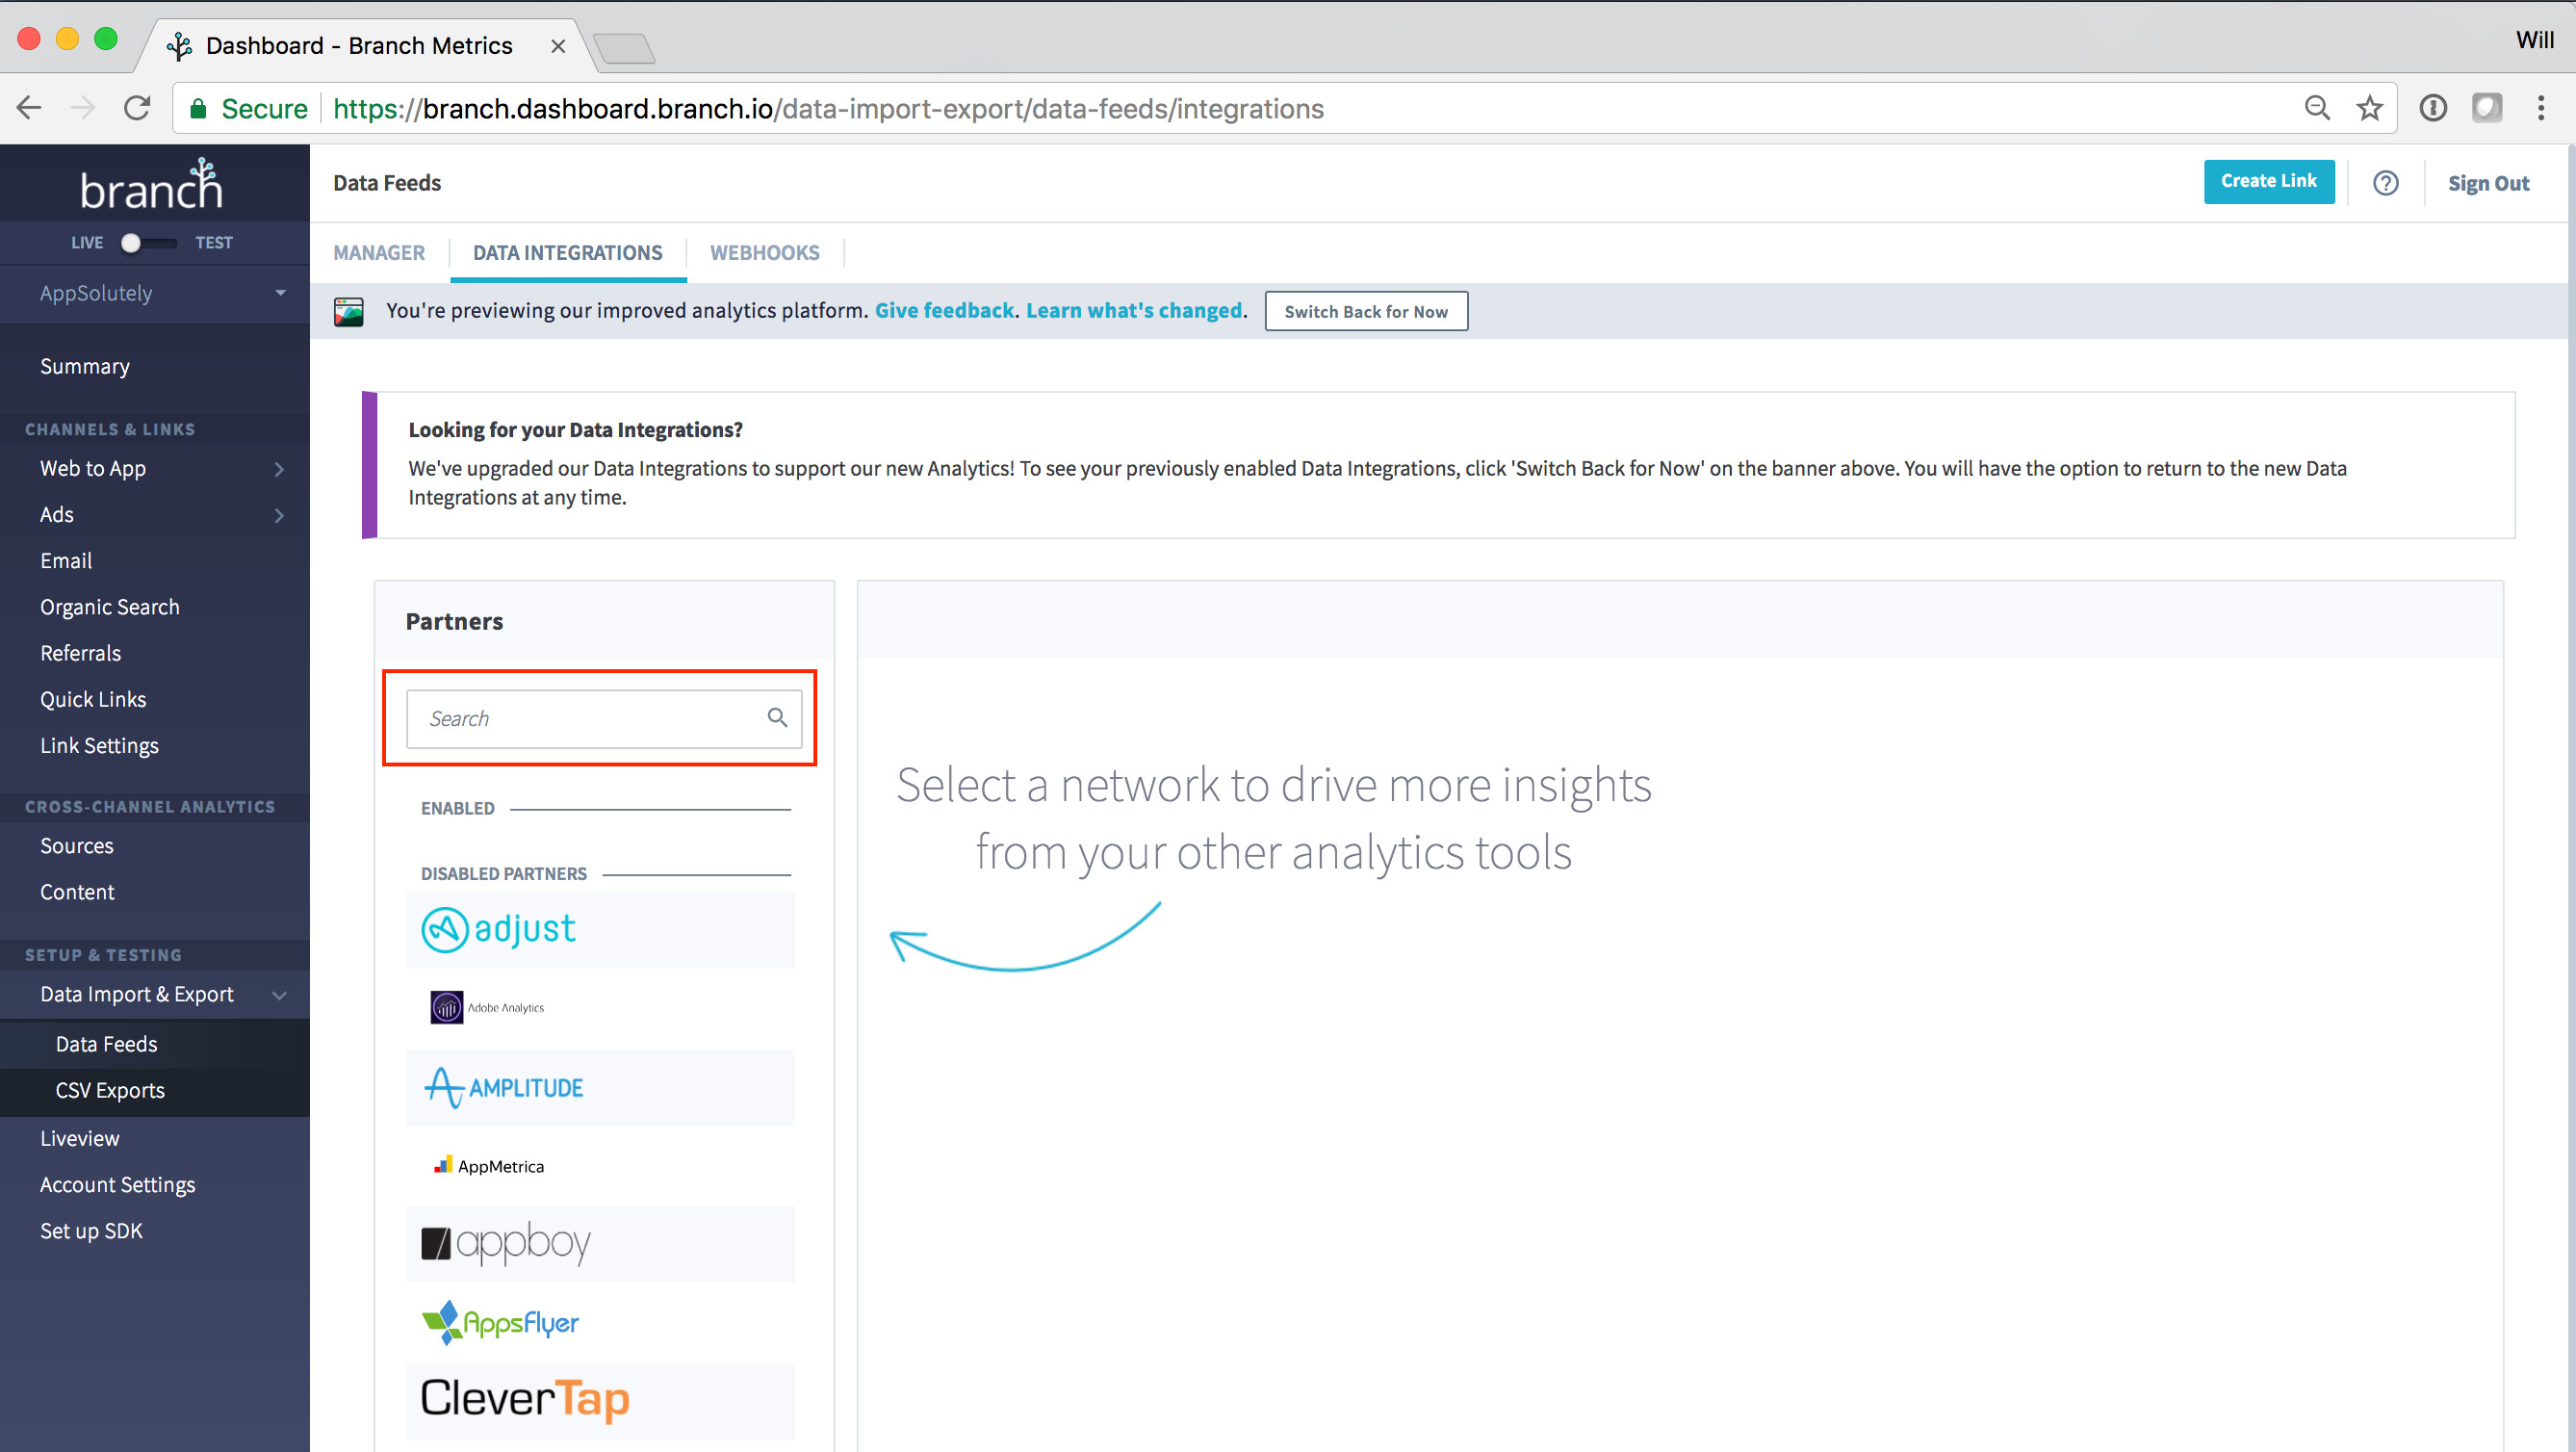 Dashboard - Branch Metrics
Will
Secure https://branch.dashboard.branch.io/data-import-export/data-feeds/integrations
branch
LIVE TEST
AppSolutely
Summary
CHANNELS & LINKS
Web to App
Ads
Email
Organic Search
Referrals
Quick Links
Link Settings
CROSS-CHANNEL ANALYTICS
Sources
Content
SETUP & TESTING
Data Import & Export
Data Feeds
CSV Exports
Liveview
Account Settings
Set up SDK
Data Feeds
Create Link
?
Sign Out
MANAGER
DATA INTEGRATIONS
WEBHOOKS
You're previewing our improved analytics platform. Give feedback. Learn what's changed. Switch Back for Now
Looking for your Data Integrations?
We've upgraded our Data Integrations to support our new Analytics! To see your previously enabled Data Integrations, click 'Switch Back for Now' on the banner above. You will have the option to return to the new Data
Integrations at any time.
Partners
Search
ENABLED
DISABLED PARTNERS
adjust
Adobe Analytics
AMPLITUDE
AppMetrica
appboy
AppsFlyer
CleverTap
Select a network to drive more insights
from your other analytics tools